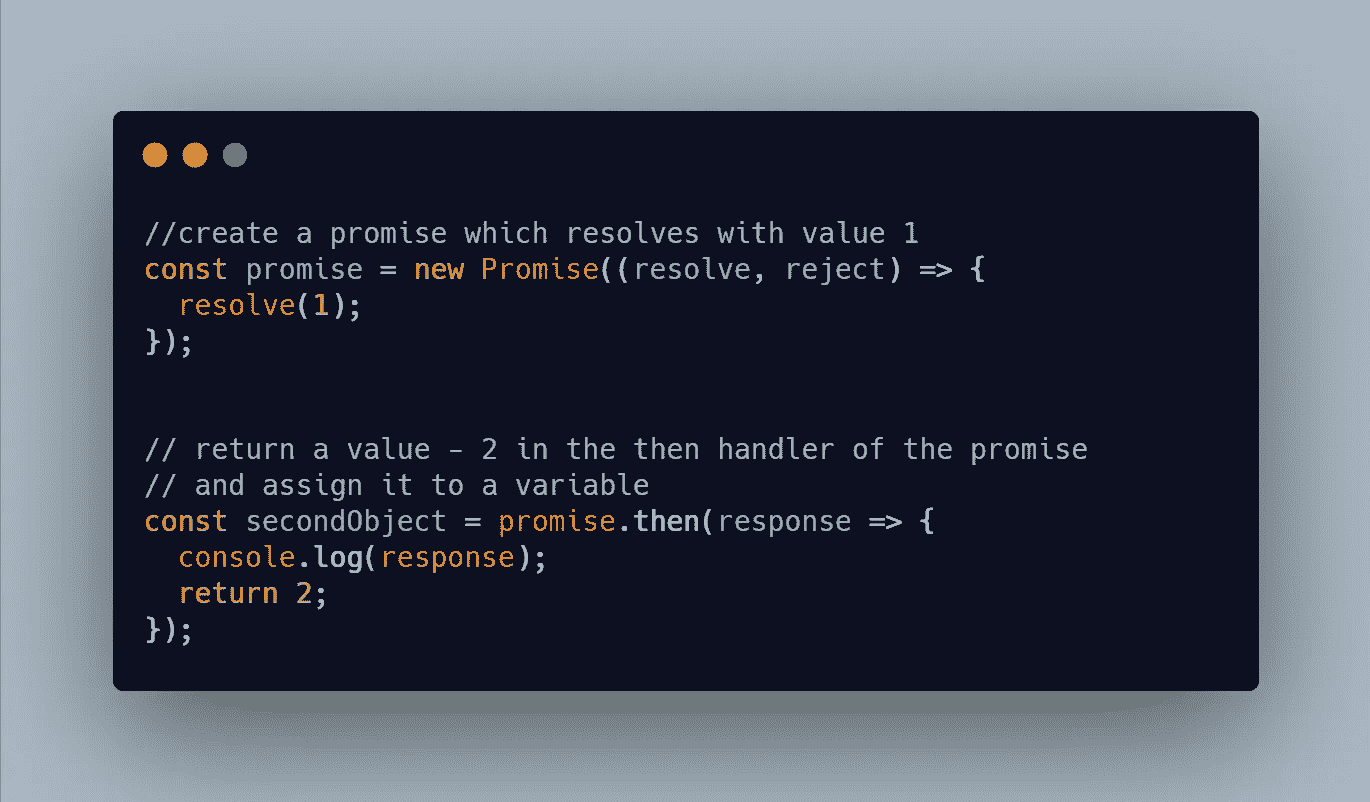 //create a promise which resolves with value 1
const promise = new Promise((resolve, reject) => {
  resolve(1);
});
// return a value - 2 in the then handler of the promise
// and assign it to a variable
const secondObject = promise.then(response => {
  console.log(response);
  return 2;
});